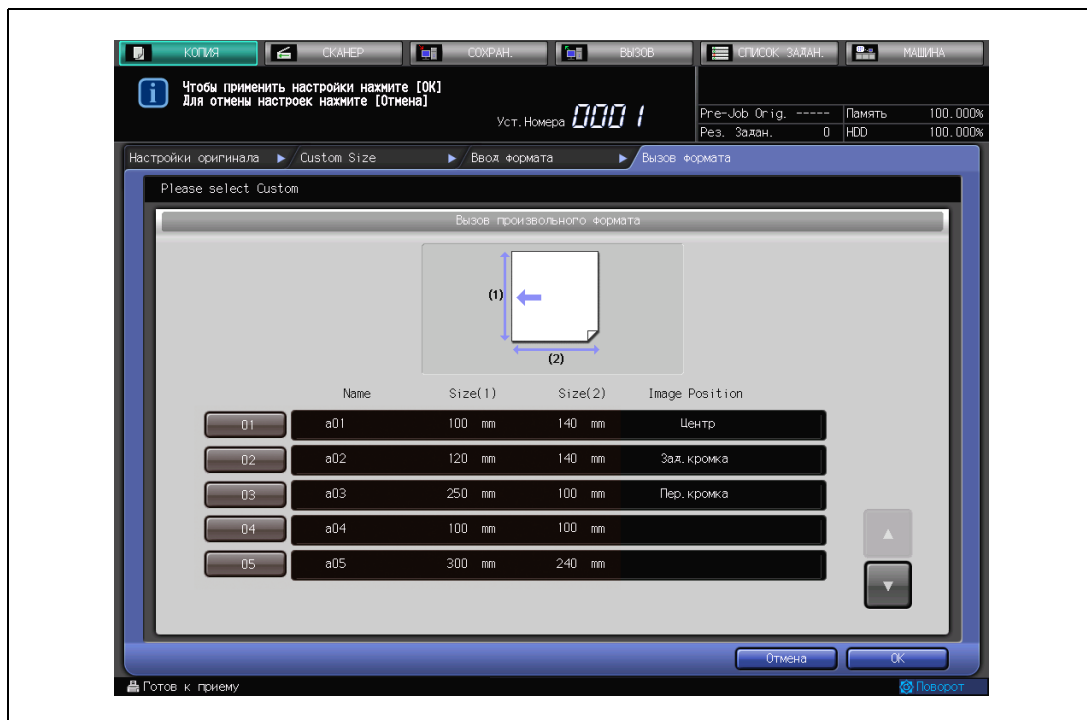 КОПИЯ СКАНЕР СОХРАН. ВЫЗОВ СПИСОК ЗАДАН. МАШИНА
Чтобы применить настройки нажмите [OK]
Для отмены настроек нажмите [Отмена]
Уст.Номера 0001
Pre-Job Orig. ----- Память 100.000%
Рез. Задан. 0 HDD 100.000%
Настройки оригинала Custom Size Ввод формата Вызов формата
Please select Custom
Вызов произвольного формата
(1)
(2)
Name Size(1) Size(2) Image Position
01 a01 100 mm 140 mm Центр
02 a02 120 mm 140 mm Зад.кромка
03 a03 250 mm 100 mm Пер.кромка
04 a04 100 mm 100 mm
05 a05 300 mm 240 mm
Отмена OK
Готов к приему Поворот